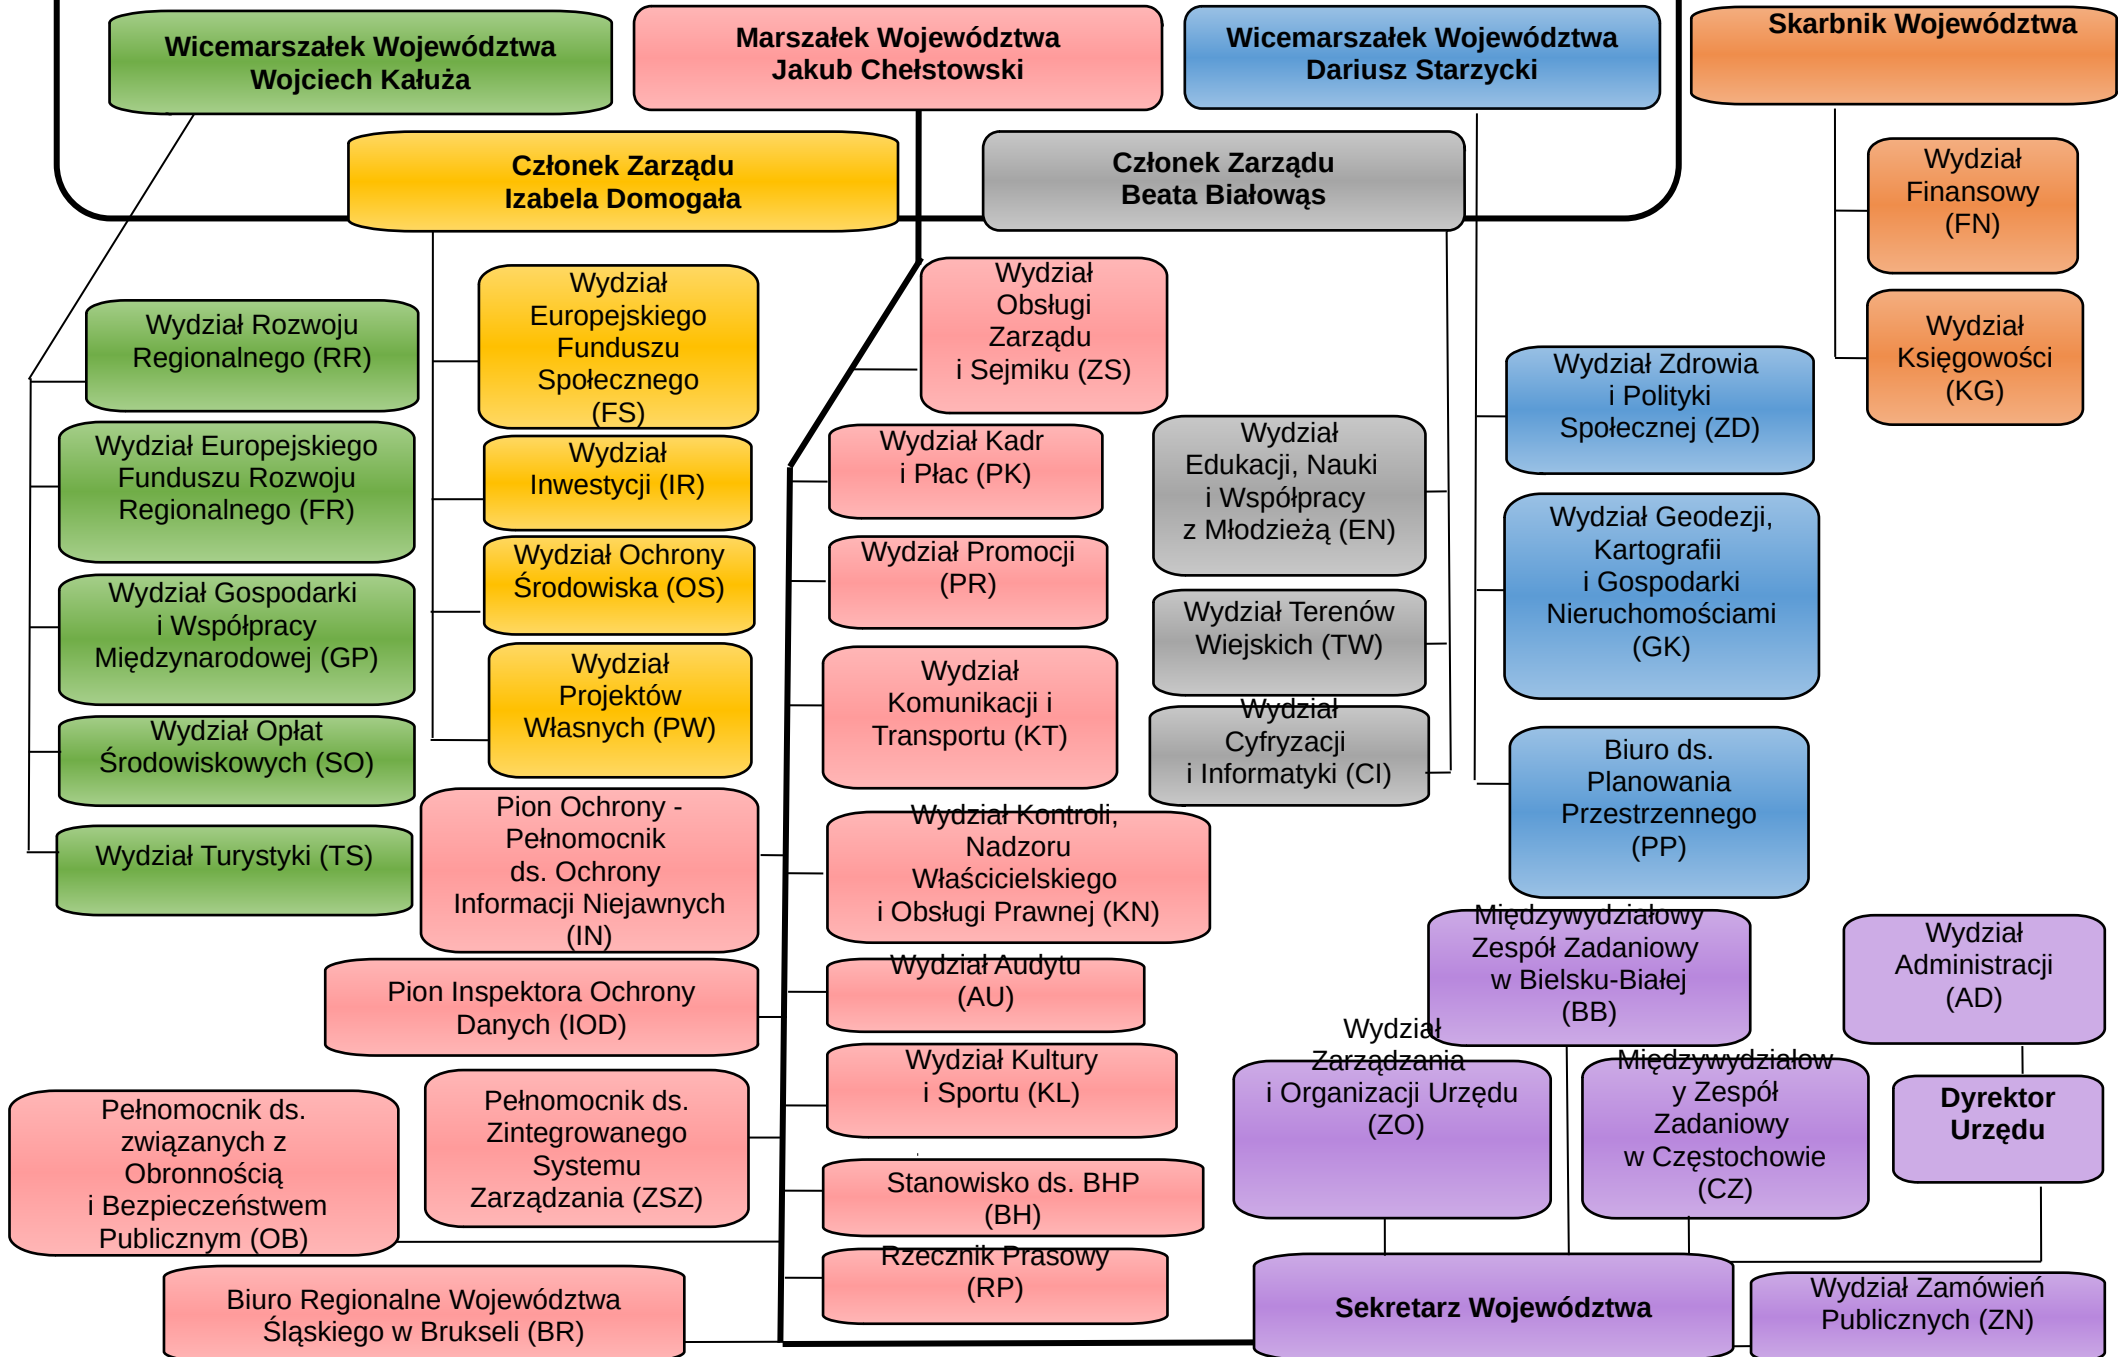 Wicemarszałek Województwa
Wojciech Kałuża
Marszałek Województwa
Jakub Chełstowski
Wicemarszałek Województwa
Dariusz Starzycki
Skarbnik Województwa
Członek Zarządu
Izabela Domogała
Członek Zarządu
Beata Białowąs
Wydział
Finansowy
(FN)
Wydział
Księgowości
(KG)
Wydział Rozwoju
Regionalnego (RR)
Wydział Europejskiego
Funduszu Rozwoju
Regionalnego (FR)
Wydział Gospodarki
i Współpracy
Międzynarodowej (GP)
Wydział Opłat
Środowiskowych (SO)
Wydział Turystyki (TS)
Wydział
Europejskiego
Funduszu
Społecznego
(FS)
Wydział
Inwestycji (IR)
Wydział Ochrony
Środowiska (OS)
Wydział
Projektów
Własnych (PW)
Pion Ochrony -
Pełnomocnik
ds. Ochrony
Informacji Niejawnych
(IN)
Pion Inspektora Ochrony
Danych (IOD)
Pełnomocnik ds.
Zintegrowanego
Systemu
Zarządzania (ZSZ)
Pełnomocnik ds.
związanych z
Obronnością
i Bezpieczeństwem
Publicznym (OB)
Biuro Regionalne Województwa
Śląskiego w Brukseli (BR)
Wydział
Obsługi
Zarządu
i Sejmiku (ZS)
Wydział Kadr
i Płac (PK)
Wydział Promocji
(PR)
Wydział
Komunikacji i
Transportu (KT)
Wydział Kontroli,
Nadzoru
Właścicielskiego
i Obsługi Prawnej (KN)
Wydział Audytu
(AU)
Wydział Kultury
i Sportu (KL)
Stanowisko ds. BHP
(BH)
Rzecznik Prasowy
(RP)
Wydział
Edukacji, Nauki
i Współpracy
z Młodzieżą (EN)
Wydział Terenów
Wiejskich (TW)
Wydział
Cyfryzacji
i Informatyki (CI)
Wydział Zdrowia
i Polityki
Społecznej (ZD)
Wydział Geodezji,
Kartografii
i Gospodarki
Nieruchomościami
(GK)
Biuro ds.
Planowania
Przestrzennego
(PP)
Międzywydziałowy
Zespół Zadaniowy
w Bielsku-Białej
(BB)
Wydział
Administracji
(AD)
Wydział
Zarządzania
i Organizacji Urzędu
(ZO)
Międzywydziałow
y Zespół
Zadaniowy
w Częstochowie
(CZ)
Dyrektor
Urzędu
Sekretarz Województwa
Wydział Zamówień
Publicznych (ZN)